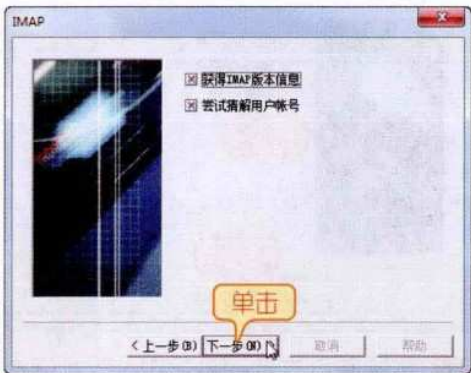 IMAP
获得IMAP版本信息
尝试猜解用户帐号
单击
<上一步(B)
下一步(N)
取消
帮助